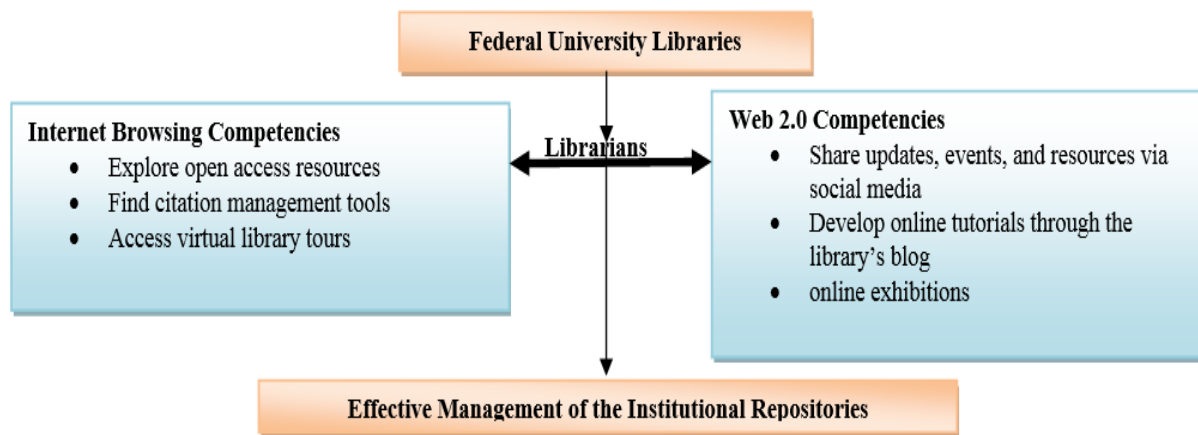 Federal University Libraries
Internet Browsing Competencies
• Explore open access resources
• Find citation management tools
• Access virtual library tours
Librarians
Web 2.0 Competencies
• Share updates, events, and resources via
social media
• Develop online tutorials through the
library’s blog
• online exhibitions
Effective Management of the Institutional Repositories